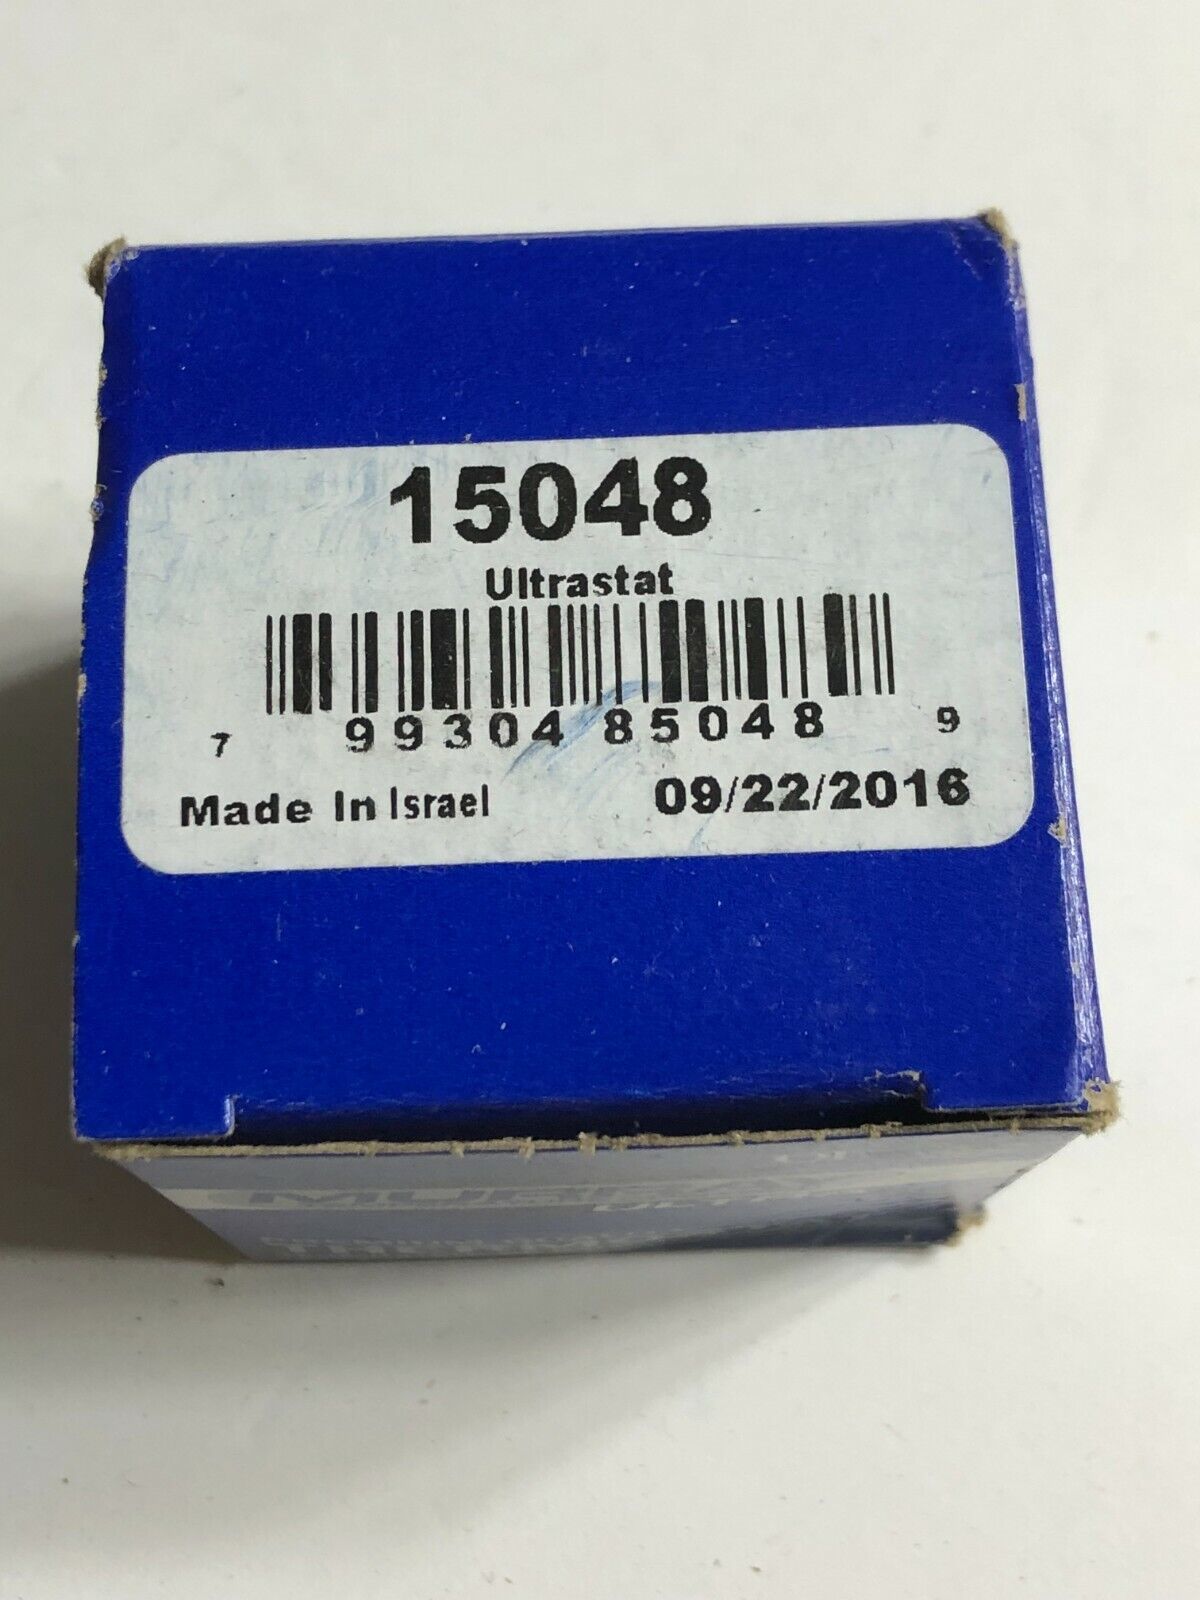 15048
Ultrastat
7 99304 85048 9
Made In Israel 09/22/2016